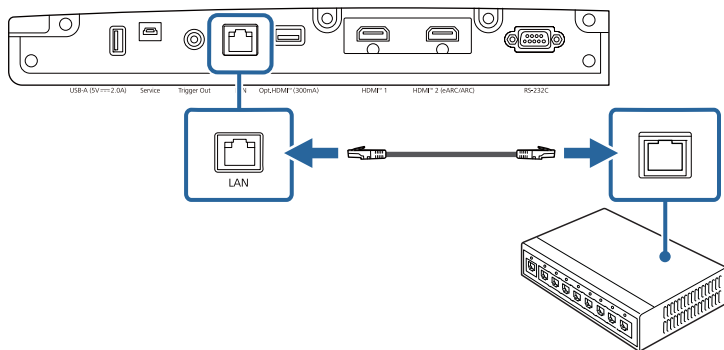 USB-A (5V⎓2.0A) Service Trigger Out N Opt.HDMI™ (300mA) HDMI™ 1 HDMI™ 2 (eARC/ARC) RS-232C
LAN